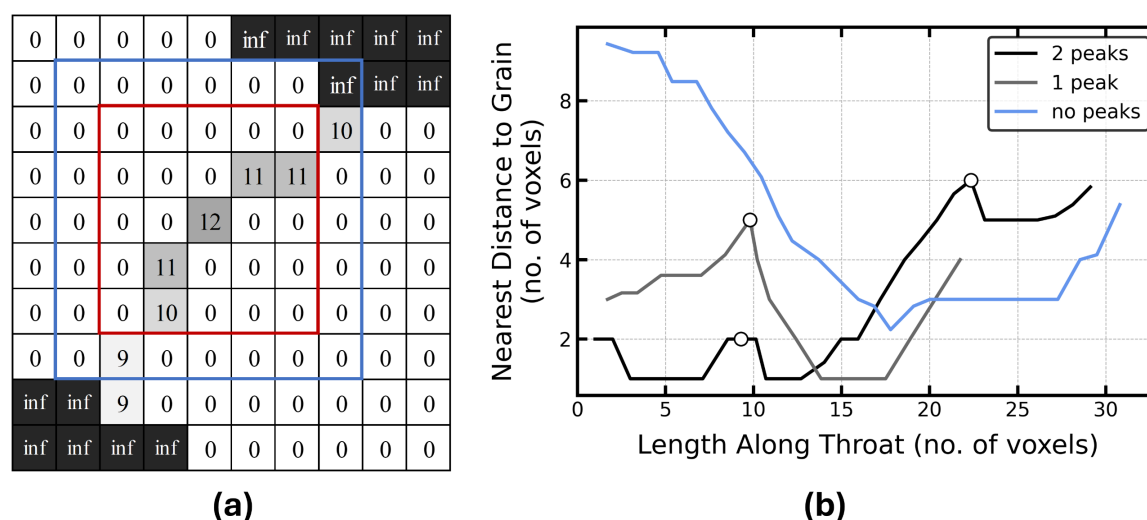 0 0 0 0 0 inf inf inf inf inf
0 0 0 0 0 0 0 inf inf inf
0 0 0 0 0 0 0 10 0 0
0 0 0 0 0 11 11 0 0 0
0 0 0 0 12 0 0 0 0 0
0 0 0 11 0 0 0 0 0 0
0 0 0 10 0 0 0 0 0 0
0 0 9 0 0 0 0 0 0 0
inf inf 9 0 0 0 0 0 0 0
inf inf inf inf 0 0 0 0 0 0
(a)
Nearest Distance to Grain
(no. of voxels)
8
6
4
2
2 peaks
1 peak
no peaks
0 5 10 15 20 25 30
Length Along Throat (no. of voxels)
(b)